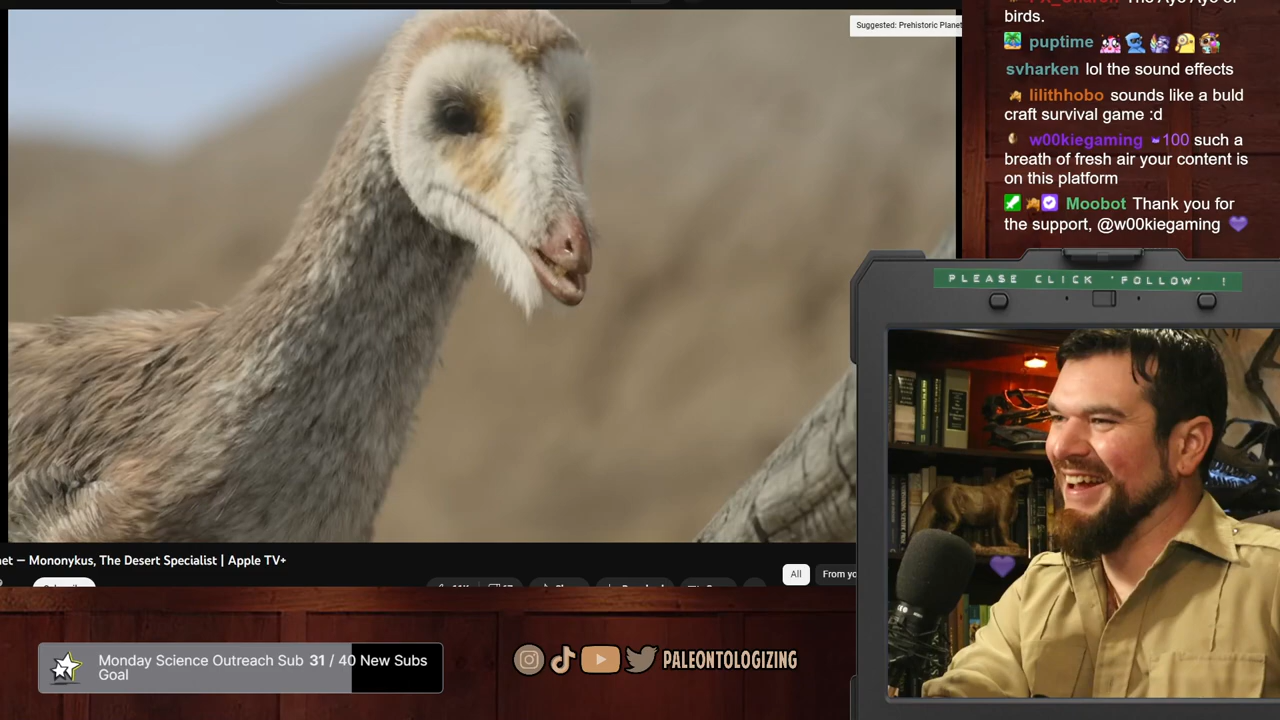 Suggested: Prehistoric Planet
birds.
puptime
svharken lol the sound effects
lilithhobo sounds like a buld
craft survival game :d
w00kiegaming 100 such a
breath of fresh air your content is
on this platform
Moobot Thank you for
the support, @w00kiegaming
PLEASE CLICK 'FOLLOW' !
et — Mononykus, The Desert Specialist | Apple TV+
All
From yo
Monday Science Outreach Sub 31 / 40 New Subs
Goal
PALEONTOLOGIZING